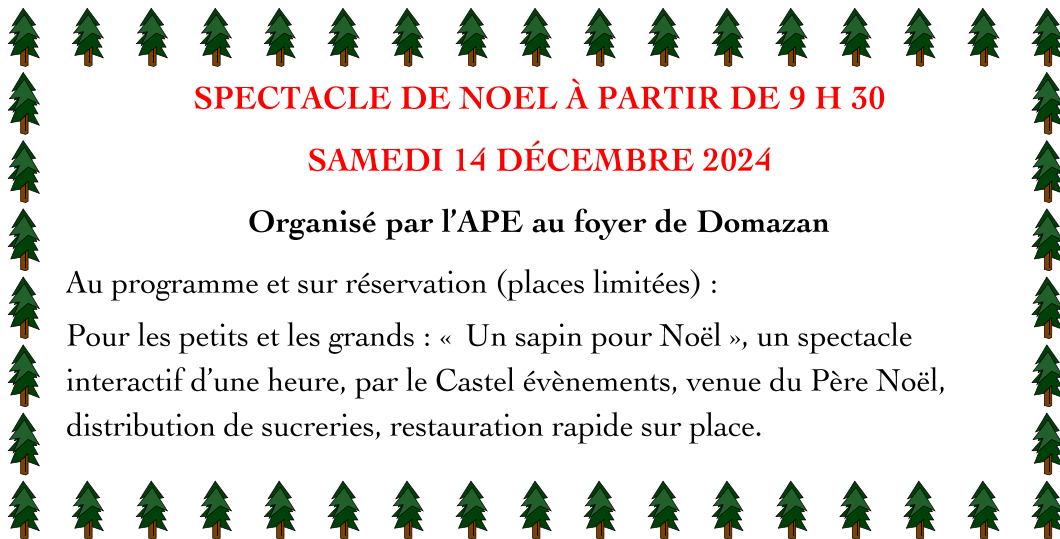 SPECTACLE DE NOEL À PARTIR DE 9 H 30
SAMEDI 14 DÉCEMBRE 2024
Organisé par l’APE au foyer de Domazan
Au programme et sur réservation (places limitées) :
Pour les petits et les grands : «  Un sapin pour Noël », un spectacle
interactif d’une heure, par le Castel évènements, venue du Père Noël,
distribution de sucreries, restauration rapide sur place.